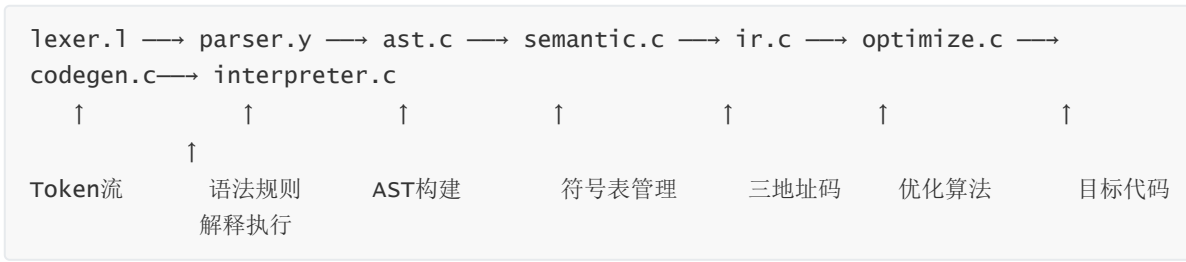 lexer.l ——→ parser.y ——→ ast.c ——→ semantic.c ——→ ir.c ——→ optimize.c ——→
codegen.c——→ interpreter.c
↑ ↑ ↑ ↑ ↑ ↑ ↑
↑
Token流 语法规则 AST构建 符号表管理 三地址码 优化算法 目标代码
解释执行